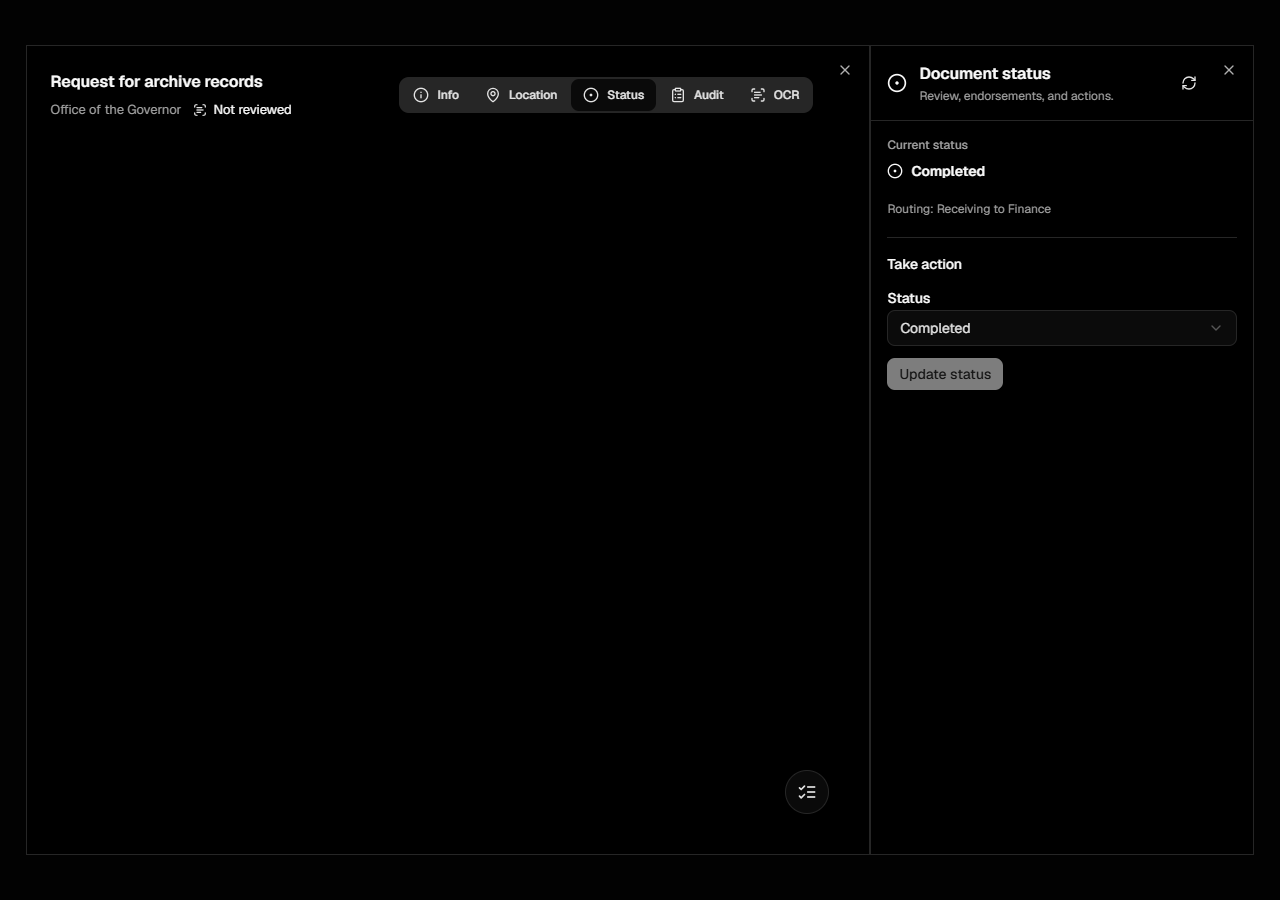 Request for archive records
Office of the Governor Not reviewed
Info Location Status Audit OCR
Document status
Review, endorsements, and actions.
Current status
Completed
Routing: Receiving to Finance
Take action
Status
Completed
Update status